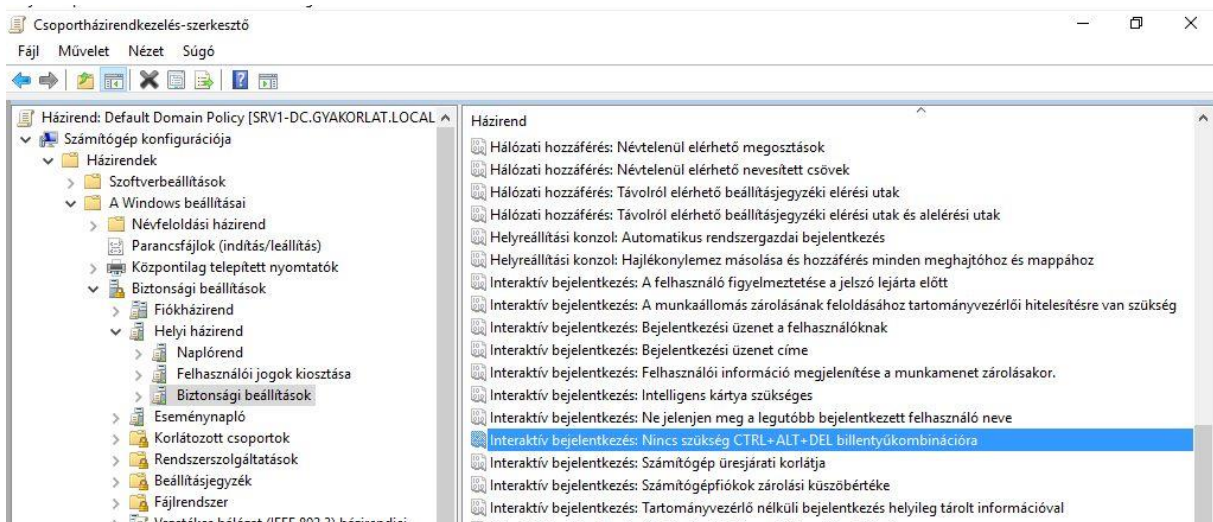 Csoportházirendkezelés-szerkesztő
Fájl Művelet Nézet Súgó
Házirend: Default Domain Policy [SRV1-DC.GYAKORLAT.LOCAL
Számítógép konfigurációja
Házirendek
Szoftverbeállítások
A Windows beállításai
Névfeloldási házirend
Parancsfájlok (indítás/leállítás)
Központilag telepített nyomtatók
Biztonsági beállítások
Fiókházirend
Helyi házirend
Naplórend
Felhasználói jogok kiosztása
Biztonsági beállítások
Eseménynapló
Korlátozott csoportok
Rendszerszolgáltatások
Beállításjegyzék
Fájlrendszer
Házirend
Hálózati hozzáférés: Névtelenül elérhető megosztások
Hálózati hozzáférés: Névtelenül elérhető nevesített csövek
Hálózati hozzáférés: Távolról elérhető beállításjegyzéki elérési utak
Hálózati hozzáférés: Távolról elérhető beállításjegyzéki elérési utak és alelérési utak
Helyreállítási konzol: Automatikus rendszergazdai bejelentkezés
Helyreállítási konzol: Hajlékonylemez másolása és hozzáférés minden meghajtóhoz és mappához
Interaktív bejelentkezés: A felhasználó figyelmeztetése a jelszó lejárta előtt
Interaktív bejelentkezés: A munkaállomás zárolásának feloldásához tartományvezérlői hitelesítésre van szükség
Interaktív bejelentkezés: Bejelentkezési üzenet a felhasználóknak
Interaktív bejelentkezés: Bejelentkezési üzenet címe
Interaktív bejelentkezés: Felhasználói információ megjelenítése a munkamenet zárolásakor.
Interaktív bejelentkezés: Intelligens kártya szükséges
Interaktív bejelentkezés: Ne jelenjen meg a legutóbb bejelentkezett felhasználó neve
Interaktív bejelentkezés: Nincs szükség CTRL+ALT+DEL billentyűkombinációra
Interaktív bejelentkezés: Számítógép üresjárati korlátja
Interaktív bejelentkezés: Számítógépfiókok zárolási küszöbértéke
Interaktív bejelentkezés: Tartományvezérlő nélküli bejelentkezés helyileg tárolt információval